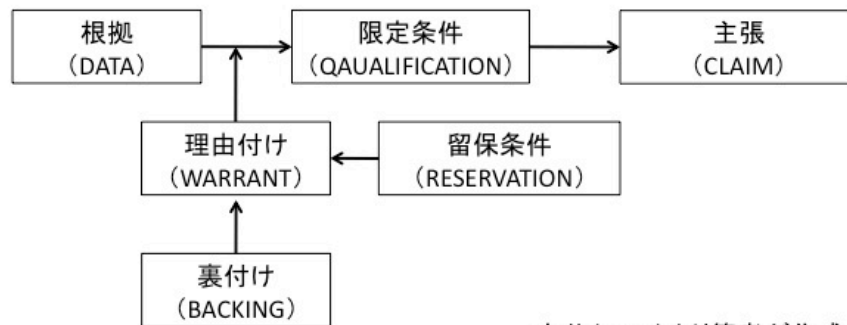 根拠
（DATA）
限定条件
（QAUALIFICATION）
主張
（CLAIM）
理由付け
（WARRANT）
留保条件
（RESERVATION）
裏付け
（BACKING）